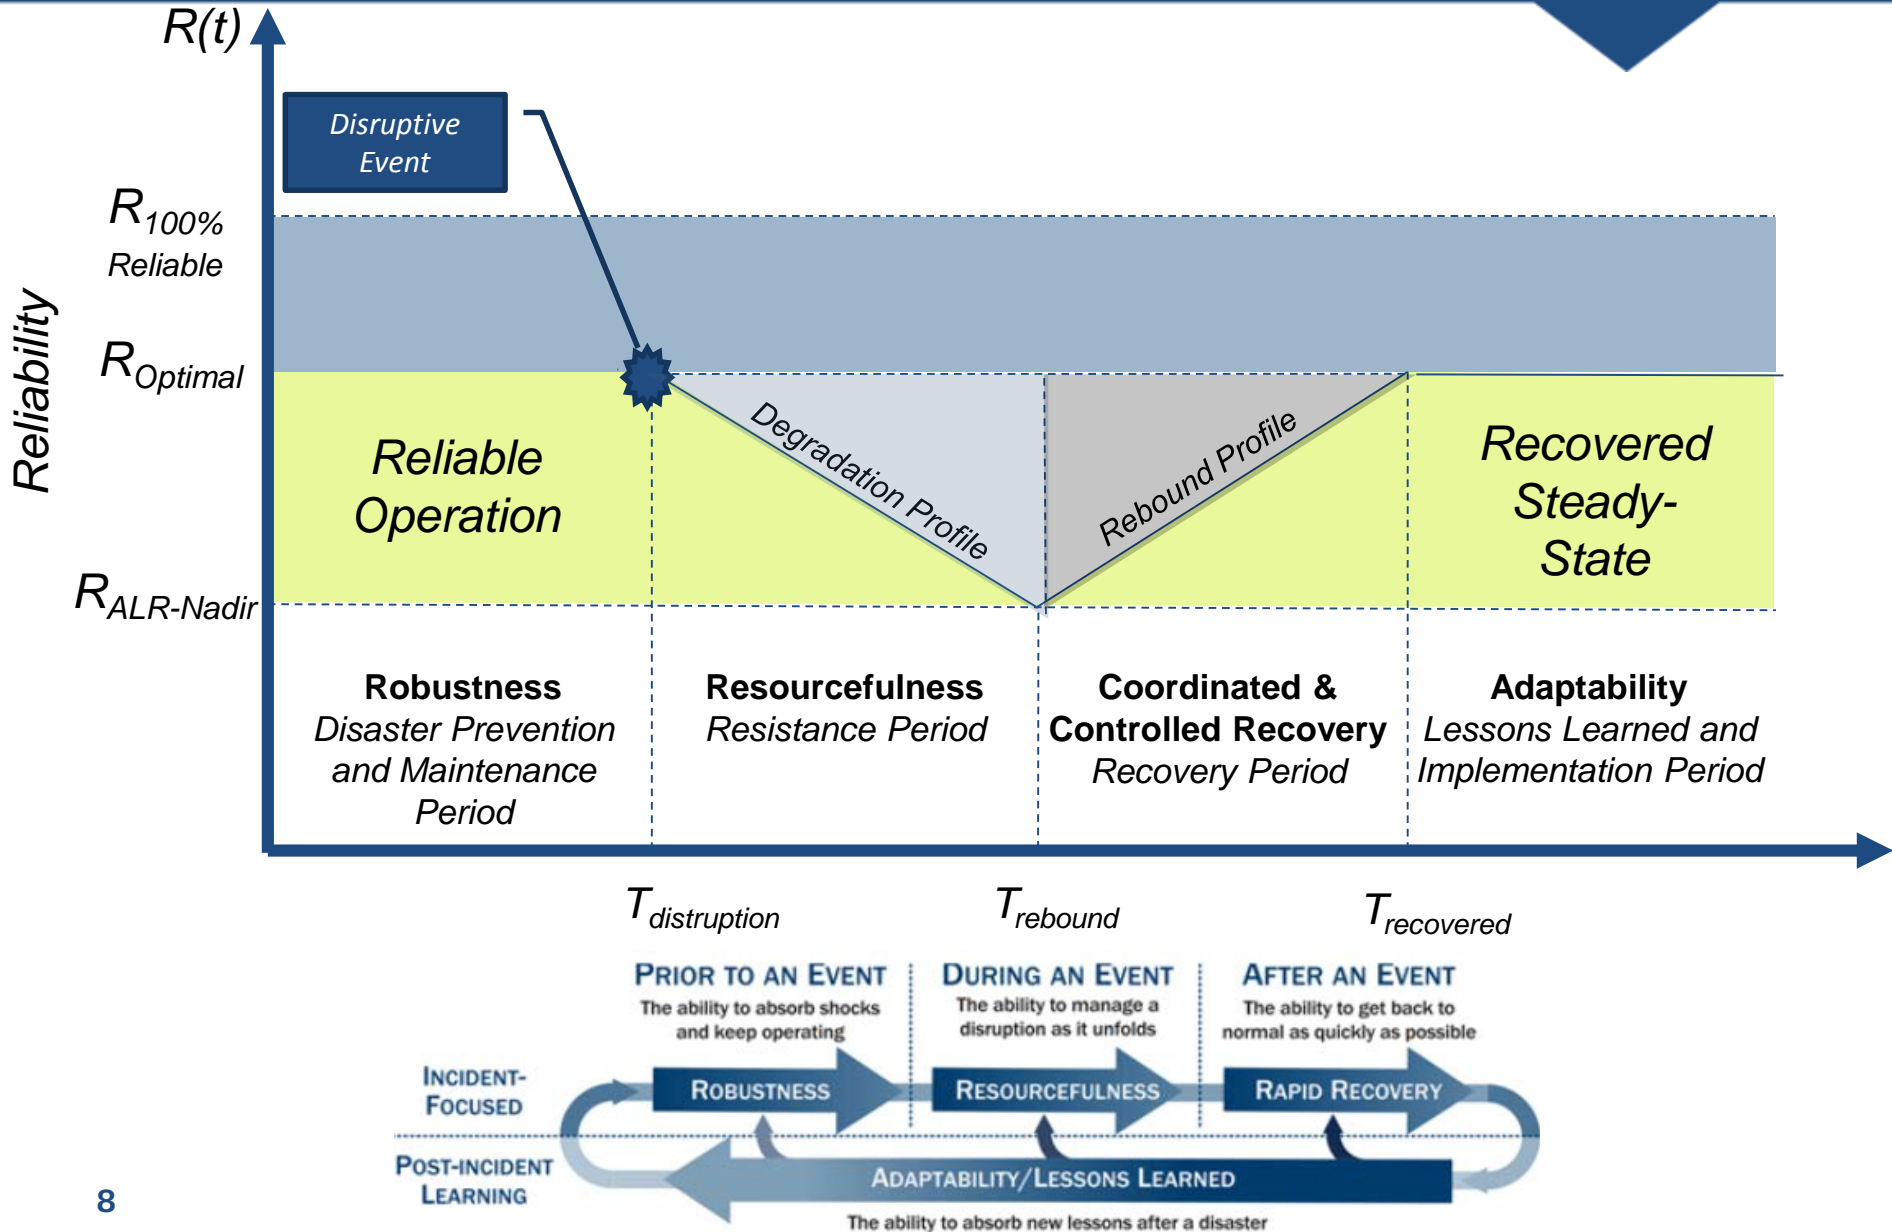 R(t)
Disruptive
Event
R100%
Reliable
Reliability
ROptimal
Degradation Profile
Rebound Profile
Reliable
Operation
Recovered
Steady-
State
RALR-Nadir
Robustness
Disaster Prevention
and Maintenance
Period
Resourcefulness
Resistance Period
Coordinated &
Controlled Recovery
Recovery Period
Adaptability
Lessons Learned and
Implementation Period
Tdistruption
Trebound
Trecovered
PRIOR TO AN EVENT
The ability to absorb shocks
and keep operating
DURING AN EVENT
The ability to manage a
disruption as it unfolds
AFTER AN EVENT
The ability to get back to
normal as quickly as possible
INCIDENT-
FOCUSED
ROBUSTNESS
RESOURCEFULNESS
RAPID RECOVERY
POST-INCIDENT
LEARNING
ADAPTABILITY/LESSONS LEARNED
The ability to absorb new lessons after a disaster
8